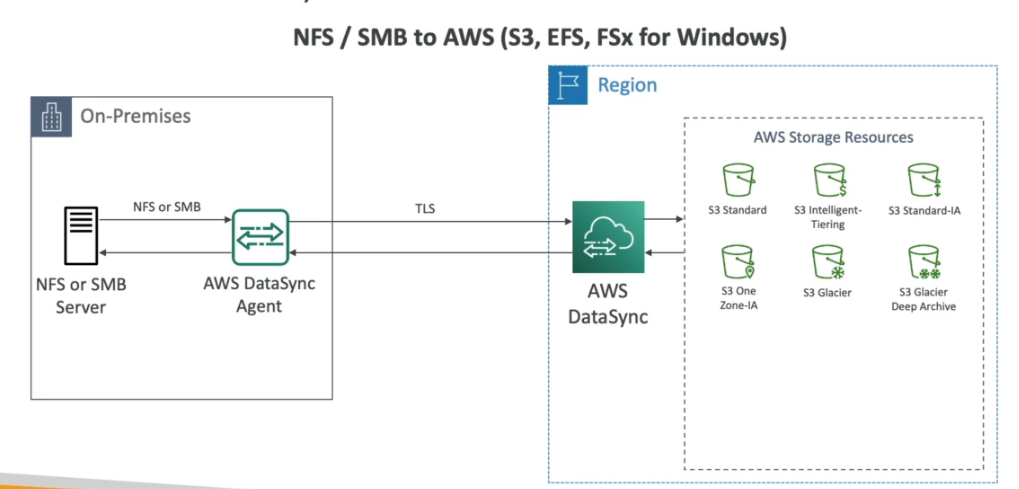 NFS / SMB to AWS (S3, EFS, FSx for Windows)
Region
On-Premises
AWS Storage Resources
NFS or SMB
TLS
S3 Standard
S3 Intelligent-
Tiering
S3 Standard-IA
NFS or SMB
Server
AWS DataSync
Agent
AWS
DataSync
S3 One
Zone-IA
S3 Glacier
S3 Glacier
Deep Archive